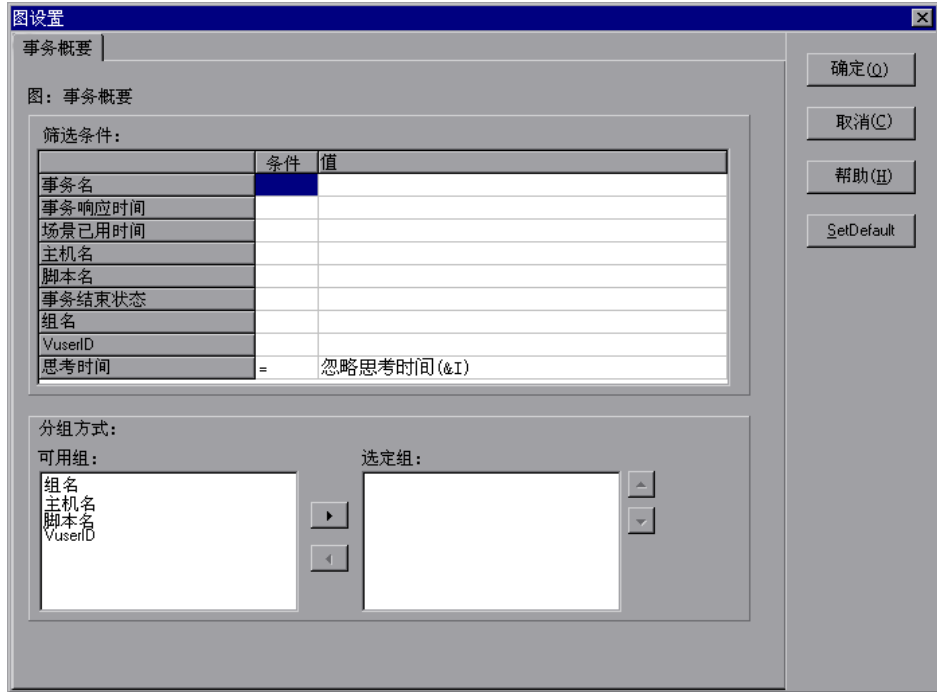 图设置
事务概要
图: 事务概要
筛选条件:
条件 值
事务名
事务响应时间
场景已用时间
主机名
脚本名
事务结束状态
组名
VuserID
思考时间 = 忽略思考时间(&I)
分组方式:
可用组:
组名
主机名
脚本名
VuserID
选定组:
确定(O)
取消(C)
帮助(H)
SetDefault